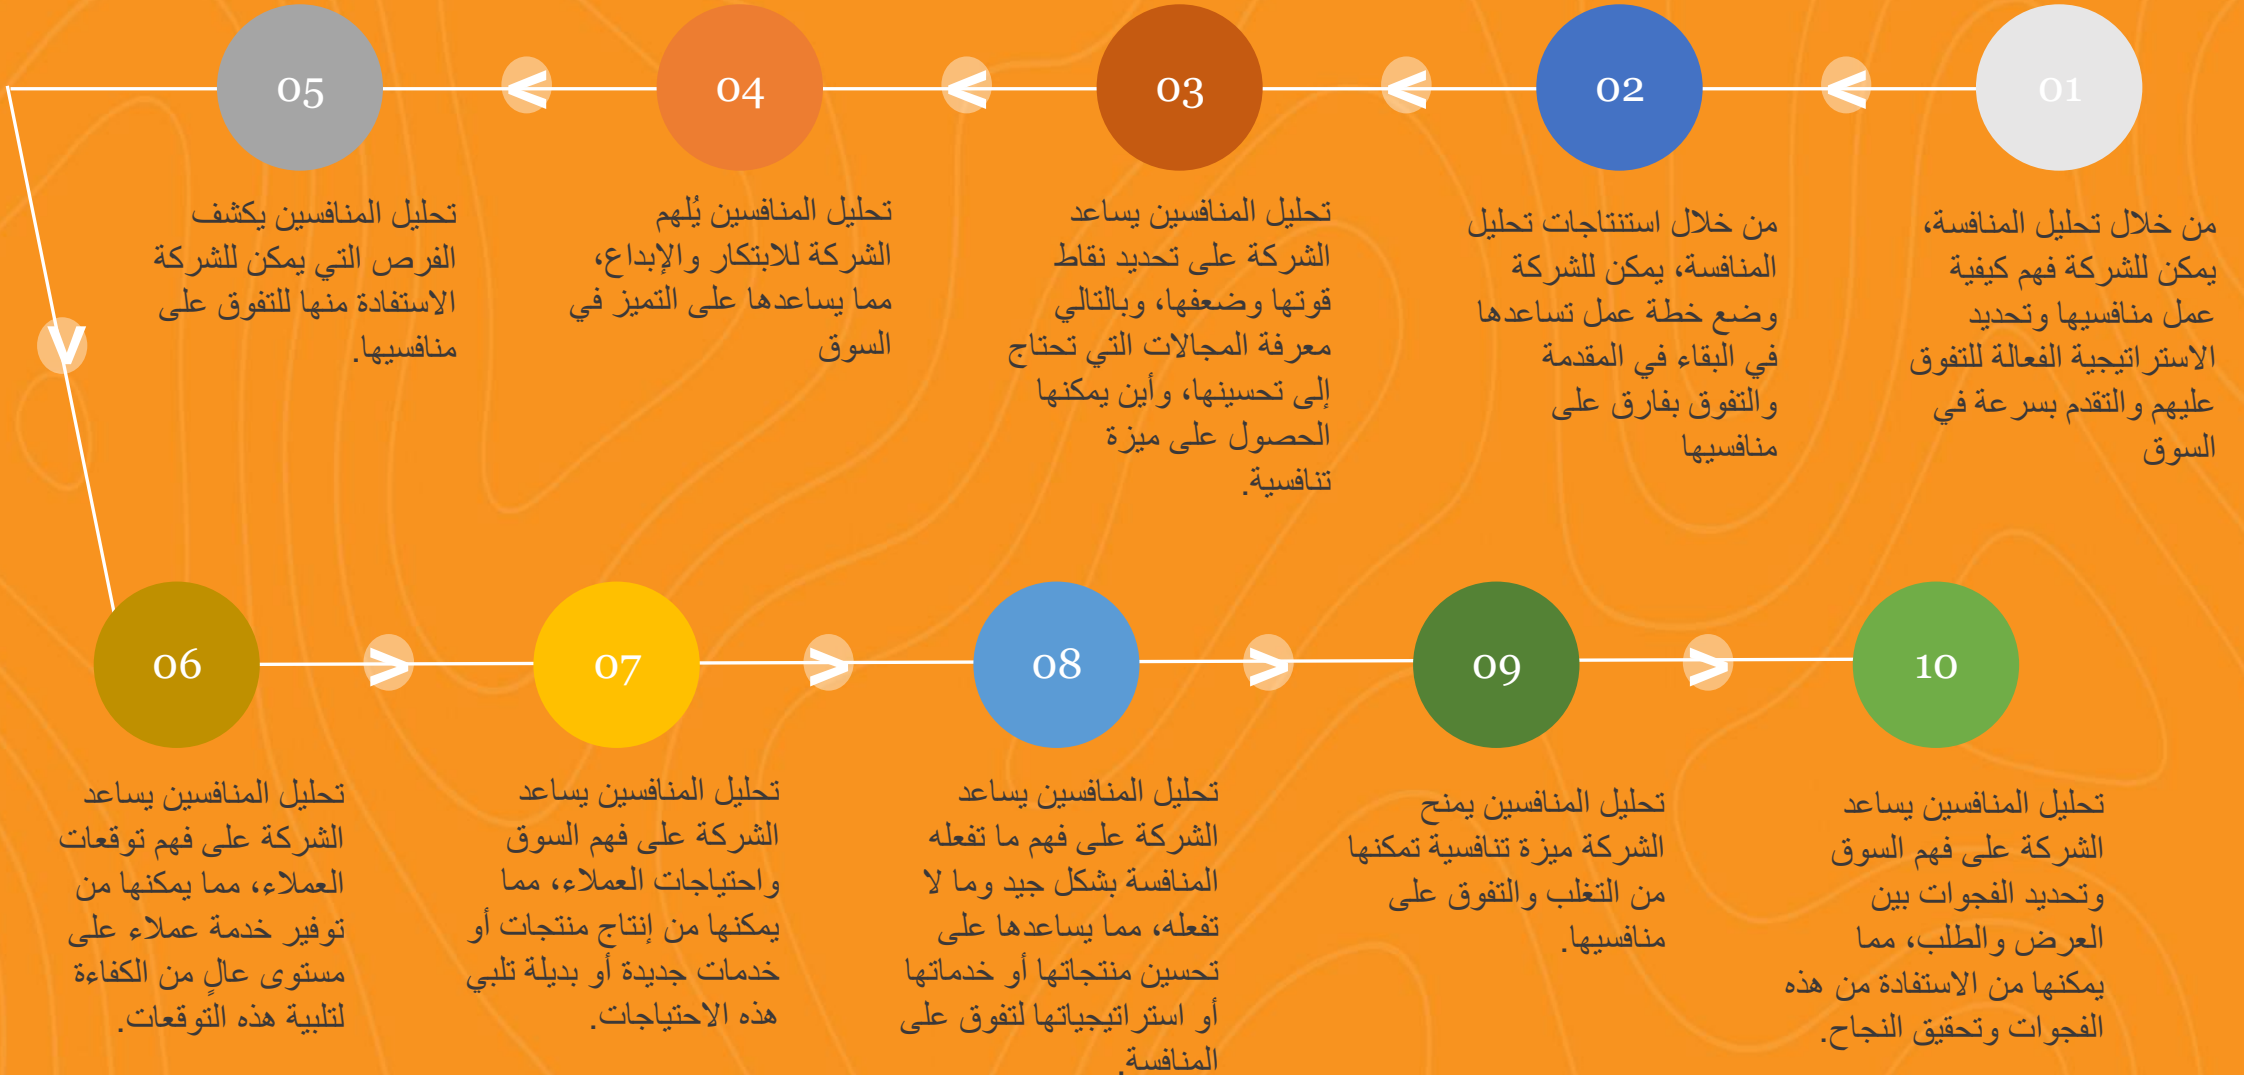 01
من خلال تحليل المنافسة،
يمكن للشركة فهم كيفية
عمل منافسيها وتحديد
الاستراتيجية الفعالة للتفوق
عليهم والتقدم بسرعة في
السوق
02
من خلال استنتاجات تحليل
المنافسة، يمكن للشركة
وضع خطة عمل تساعدها
في البقاء في المقدمة
والتفوق بفارق على
منافسيها
03
تحليل المنافسين يساعد
الشركة على تحديد نقاط
قوتها وضعفها، وبالتالي
معرفة المجالات التي تحتاج
إلى تحسينها، وأين يمكنها
الحصول على ميزة
تنافسية.
04
تحليل المنافسين يُلهم
الشركة للابتكار والإبداع،
مما يساعدها على التميز في
السوق
05
تحليل المنافسين يكشف
الفرص التي يمكن للشركة
الاستفادة منها للتفوق على
منافسيها.
06
تحليل المنافسين يساعد
الشركة على فهم توقعات
العملاء، مما يمكنها من
توفير خدمة عملاء على
مستوى عالٍ من الكفاءة
لتلبية هذه التوقعات.
07
تحليل المنافسين يساعد
الشركة على فهم السوق
واحتياجات العملاء، مما
يمكنها من إنتاج منتجات أو
خدمات جديدة أو بديلة تلبي
هذه الاحتياجات.
08
تحليل المنافسين يساعد
الشركة على فهم ما تفعله
المنافسة بشكل جيد وما لا
تفعله، مما يساعدها على
تحسين منتجاتها أو خدماتها
أو استراتيجياتها لتفوق على
المنافسة.
09
تحليل المنافسين يمنح
الشركة ميزة تنافسية تمكنها
من التغلب والتفوق على
منافسيها.
10
تحليل المنافسين يساعد
الشركة على فهم السوق
وتحديد الفجوات بين
العرض والطلب، مما
يمكنها من الاستفادة من هذه
الفجوات وتحقيق النجاح.